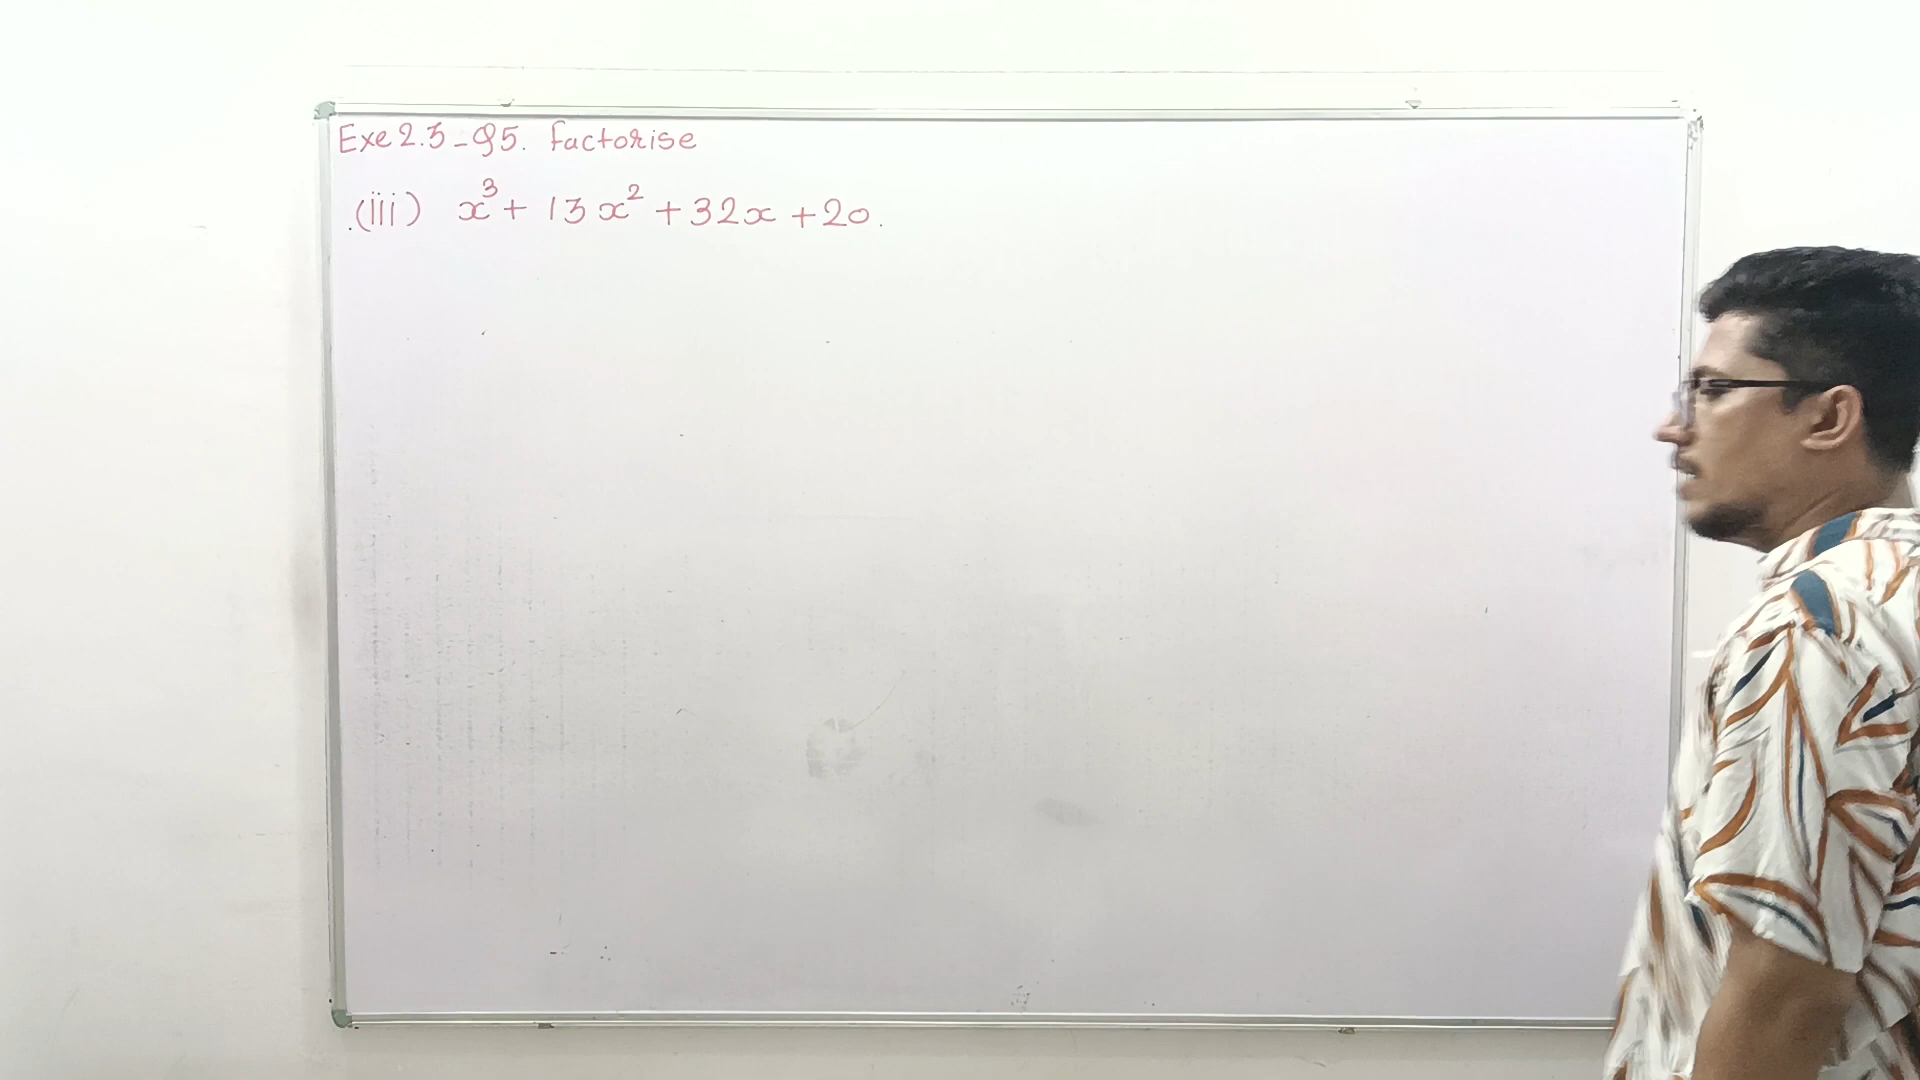 Exe 2.3 - Q5. factorise
(iii) x³ + 13x² + 32x + 20.